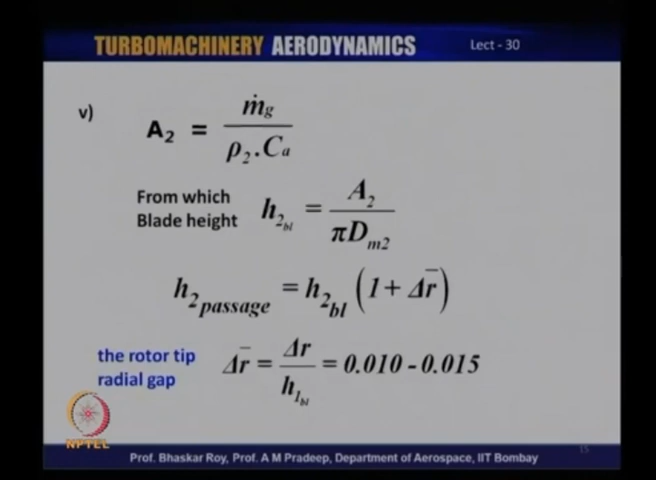 TURBOMACHINERY AERODYNAMICS Lect - 30
v) A₂ = ṁg / ρ₂.Cₐ
From which
Blade height h₂bl = A₂ / πDm2
h₂passage = h₂bl (1 + Δr̄)
the rotor tip
radial gap Δr̄ = Δr / h₁bl = 0.010 - 0.015
NPTEL
15
Prof. Bhaskar Roy, Prof. A M Pradeep, Department of Aerospace, IIT Bombay